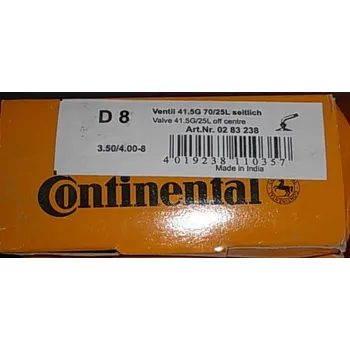 D 8
Ventil 41,5G 70/25L seitlich
Valve 41.5G/25L off centre
Art.Nr. 02 83 238
3.50/4.00-8
4 019238 110357
Made in India
Continental